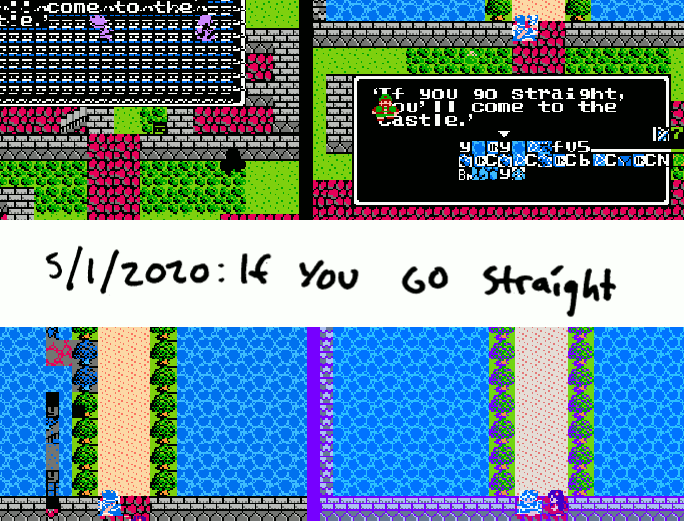 come to the
e.'
'If you go straight,
you'll come to the
castle.'
5/1/2020: If You Go Straight